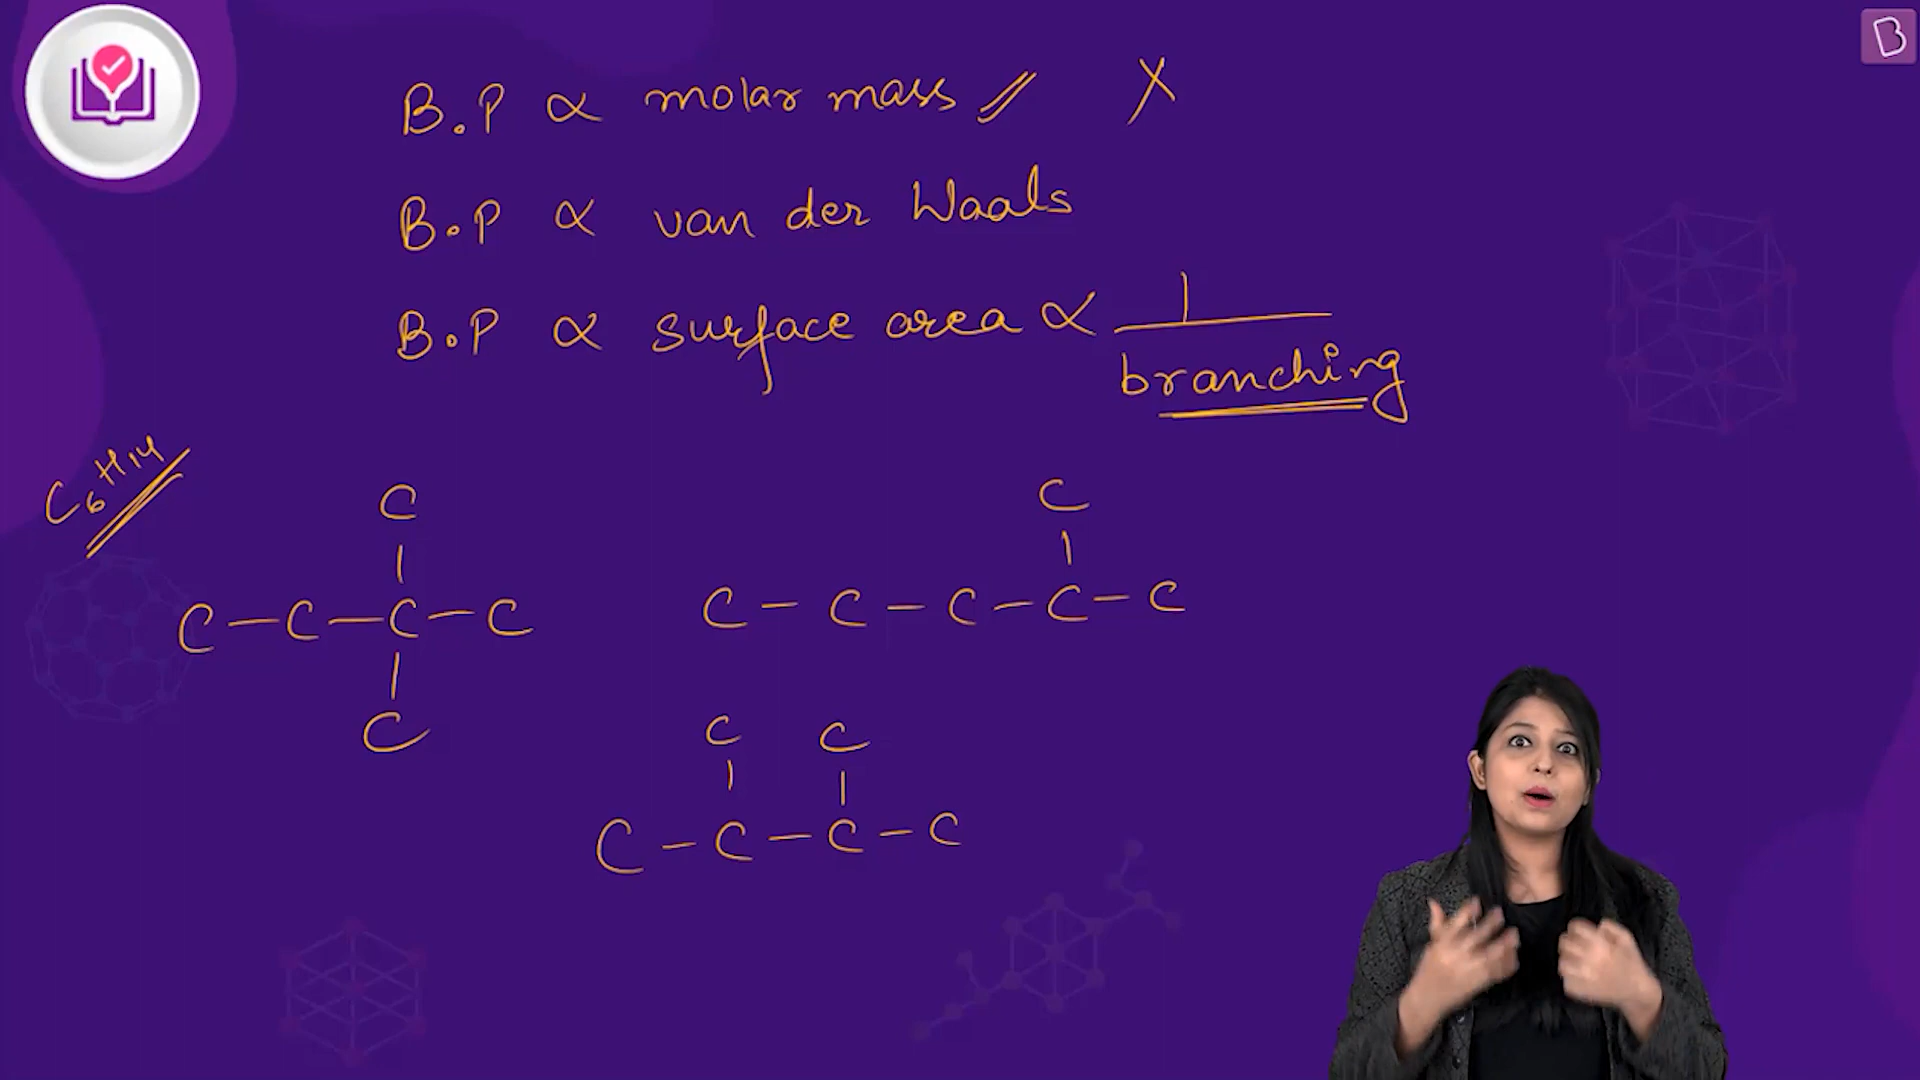 B.P ∝ molar mass X
B.P ∝ van der Waals
B.P ∝ surface area ∝ 1
branching
C6H14
C
C
C - C - C - C
C - C - C - C - C
C
C C
C - C - C - C
B